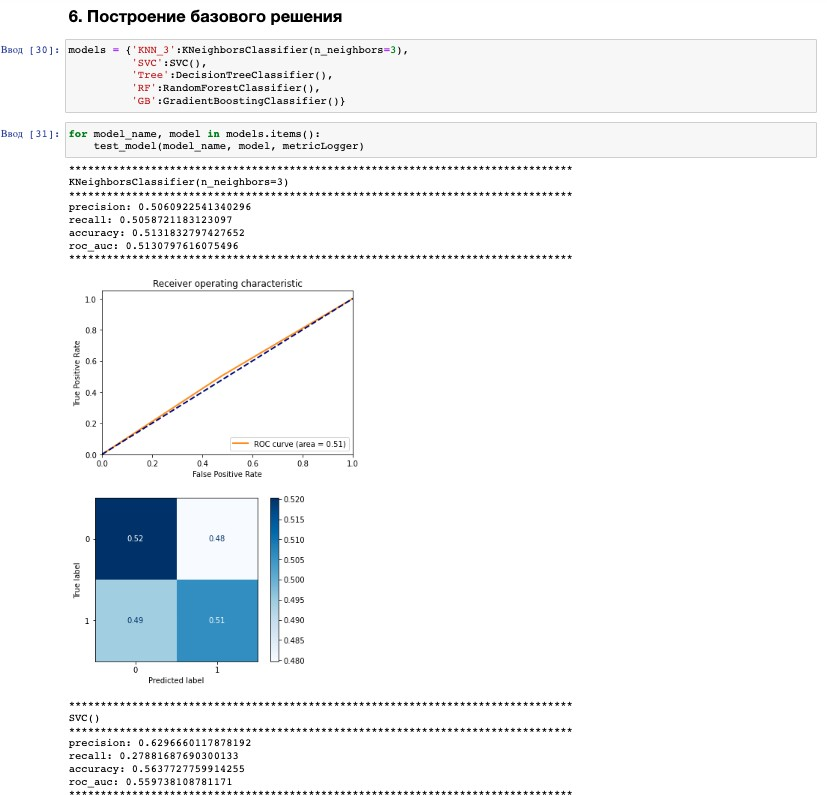 6. Построение базового решения
Ввод [30]: models = {'KNN_3':KNeighborsClassifier(n_neighbors=3),
'SVC':SVC(),
'Tree':DecisionTreeClassifier(),
'RF':RandomForestClassifier(),
'GB':GradientBoostingClassifier()}
Ввод [31]: for model_name, model in models.items():
test_model(model_name, model, metricLogger)
********************************************************************************
KNeighborsClassifier(n_neighbors=3)
********************************************************************************
precision: 0.5060922541340296
recall: 0.5058721183123097
accuracy: 0.5131832797427652
roc_auc: 0.5130797616075496
********************************************************************************
Receiver operating characteristic
1.0
0.8
0.6
0.4
0.2
0.0
True Positive Rate
ROC curve (area = 0.51)
0.0 0.2 0.4 0.6 0.8 1.0
False Positive Rate
0.520
0.515
0.510
0.505
0.500
0.495
0.490
0.485
0.480
0 0.52 0.48
True label
1 0.49 0.51
0 1
Predicted label
********************************************************************************
SVC()
********************************************************************************
precision: 0.6296660117878192
recall: 0.27881687690300133
accuracy: 0.5637727759914255
roc_auc: 0.559738108781171
********************************************************************************